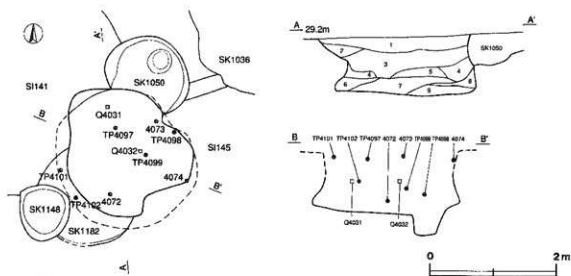 A'
SK1036
SI141
SK1050
B
Q4031
4073
TP4097
TP4098
Q4032
SI145
TP4099
TP4101
4074
B'
TP4102
4072
SK1148
SK1182
A
A 29.2m A'
1
2
SK1050
3
5
4
4
6
7
8
9
B B'
TP4101 TP4102 TP4097 4072 4073 TP4099 TP4098 4074
Q4031
Q4032
0 2m